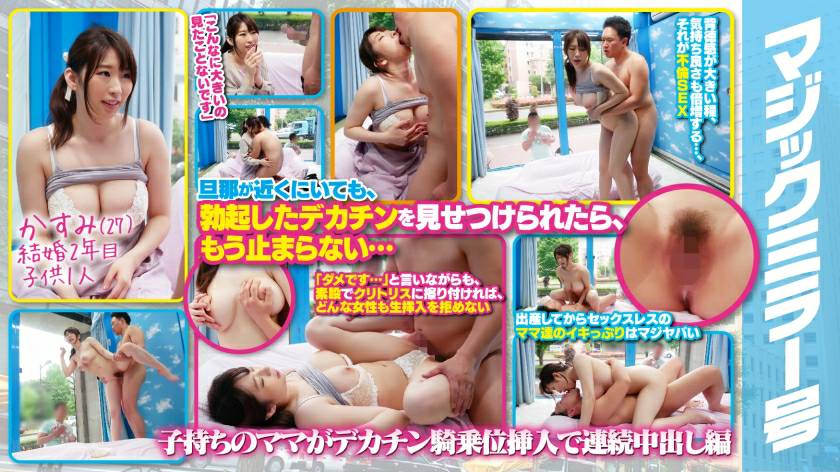 「こんなに大きいの
見たことないです」
背徳感が大きい程、
気持ち良さも倍増する…、
それが不倫SEX
マジックミラー号
かすみ(27)
結婚2年目
子供1人
旦那が近くにいても、
勃起したデカチンを見せつけられたら、
もう止まらない…
「ダメです…」と言いながらも、
素股でクリトリスに擦り付ければ、
どんな女性も生挿入を拒めない
出産してからセックスレスの
ママ達のイキっぷりはマジヤバい
子持ちのママがデカチン騎乗位挿入で連続中出し編